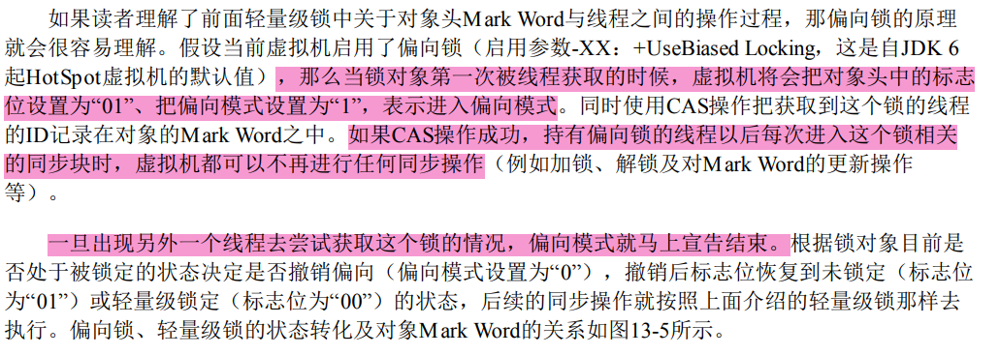 如果读者理解了前面轻量级锁中关于对象头Mark Word与线程之间的操作过程，那偏向锁的原理
就会很容易理解。假设当前虚拟机启用了偏向锁（启用参数-XX：+UseBiased Locking，这是自JDK 6
起HotSpot虚拟机的默认值），那么当锁对象第一次被线程获取的时候，虚拟机将会把对象头中的标志
位设置为“01”、把偏向模式设置为“1”，表示进入偏向模式。同时使用CAS操作把获取到这个锁的线程
的ID记录在对象的Mark Word之中。如果CAS操作成功，持有偏向锁的线程以后每次进入这个锁相关
的同步块时，虚拟机都可以不再进行任何同步操作（例如加锁、解锁及对Mark Word的更新操作
等）。
一旦出现另外一个线程去尝试获取这个锁的情况，偏向模式就马上宣告结束。根据锁对象目前是
否处于被锁定的状态决定是否撤销偏向（偏向模式设置为“0”），撤销后标志位恢复到未锁定（标志位
为“01”）或轻量级锁定（标志位为“00”）的状态，后续的同步操作就按照上面介绍的轻量级锁那样去
执行。偏向锁、轻量级锁的状态转化及对象Mark Word的关系如图13-5所示。